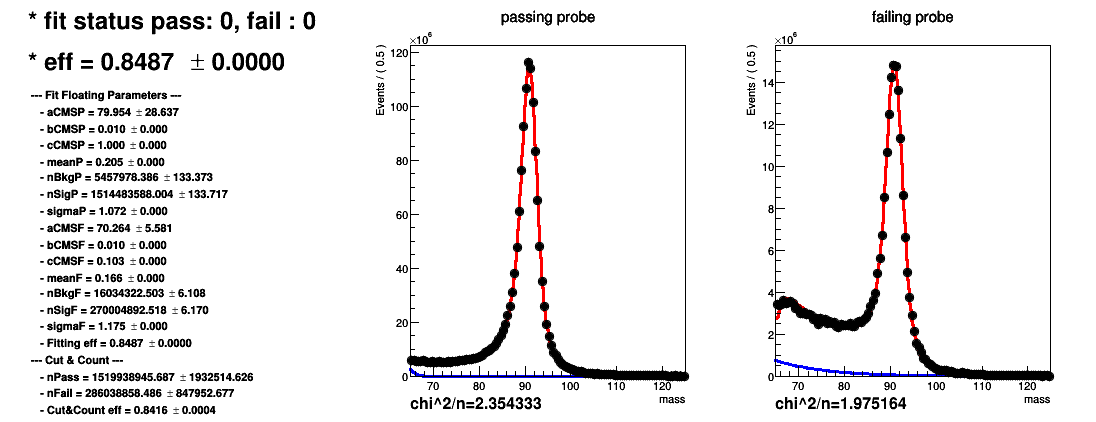 * fit status pass: 0, fail : 0
* eff = 0.8487 ± 0.0000
--- Fit Floating Parameters ---
- aCMSP = 79.954 ± 28.637
- bCMSP = 0.010 ± 0.000
- cCMSP = 1.000 ± 0.000
- meanP = 0.205 ± 0.000
- nBkgP = 5457978.386 ± 133.373
- nSigP = 1514483588.004 ± 133.717
- sigmaP = 1.072 ± 0.000
- aCMSF = 70.264 ± 5.581
- bCMSF = 0.010 ± 0.000
- cCMSF = 0.103 ± 0.000
- meanF = 0.166 ± 0.000
- nBkgF = 16034322.503 ± 6.108
- nSigF = 270004892.518 ± 6.170
- sigmaF = 1.175 ± 0.000
- Fitting eff = 0.8487 ± 0.0000
--- Cut & Count ---
- nPass = 1519938945.687 ± 1932514.626
- nFail = 286038858.486 ± 847952.677
- Cut&Count eff = 0.8416 ± 0.0004
passing probe
×10⁶
Events / ( 0.5 )
120
100
80
60
40
20
0
70 80 90 100 110 120
mass
chi^2/n=2.354333
failing probe
×10⁶
Events / ( 0.5 )
14
12
10
8
6
4
2
0
70 80 90 100 110 120
mass
chi^2/n=1.975164